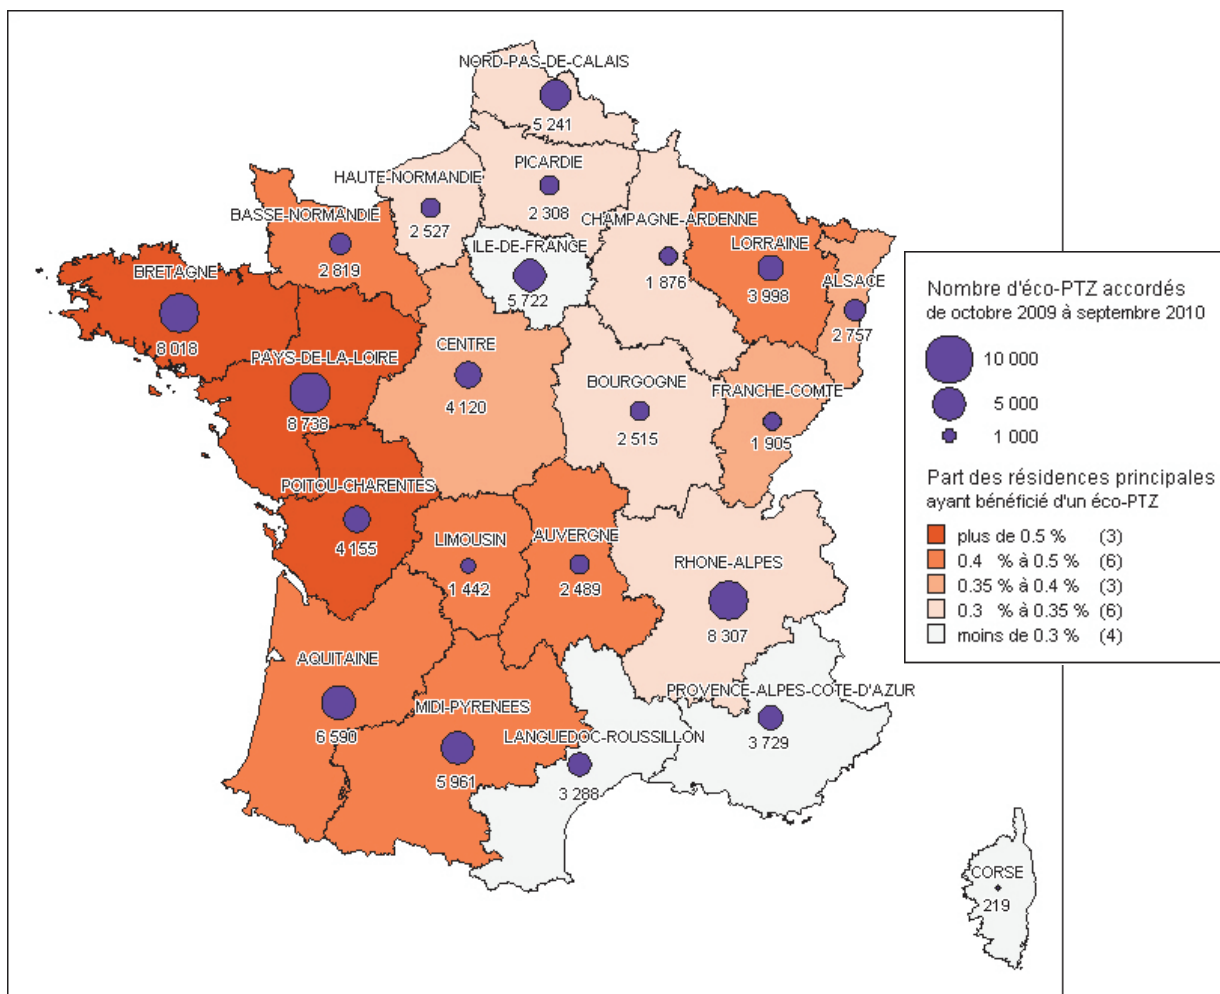 NORD-PAS-DE-CALAIS
5 241
PICARDIE
2 308
HAUTE-NORMANDIE
2 527
BASSE-NORMANDIE
2 819
CHAMPAGNE-ARDENNE
1 876
ILE-DE-FRANCE
5 722
LORRAINE
3 998
ALSACE
2 757
BRETAGNE
8 018
PAYS-DE-LA-LOIRE
8 738
CENTRE
4 120
BOURGOGNE
2 515
FRANCHE-COMTE
1 905
POITOU-CHARENTES
4 155
LIMOUSIN
1 442
AUVERGNE
2 489
RHONE-ALPES
8 307
AQUITAINE
6 590
MIDI-PYRENEES
5 961
LANGUEDOC-ROUSSILLON
3 288
PROVENCE-ALPES-COTE-D'AZUR
3 729
CORSE
219
Nombre d'éco-PTZ accordés
de octobre 2009 à septembre 2010
10 000
5 000
1 000
Part des résidences principales
ayant bénéficié d'un éco-PTZ
plus de 0.5 % (3)
0.4 % à 0.5 % (6)
0.35 % à 0.4 % (3)
0.3 % à 0.35 % (6)
moins de 0.3 % (4)